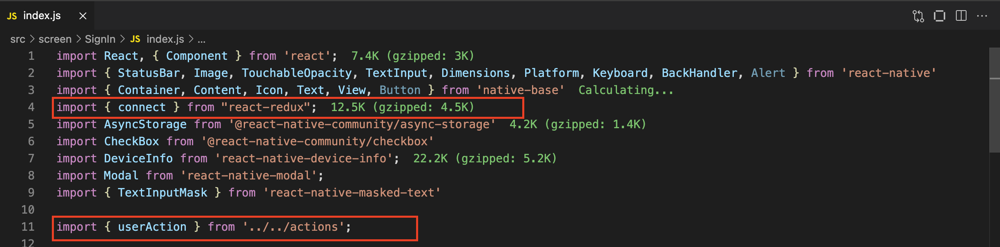 JS index.js
src > screen > SignIn > JS index.js > ...
1 import React, { Component } from 'react'; 7.4K (gzipped: 3K)
2 import { StatusBar, Image, TouchableOpacity, TextInput, Dimensions, Platform, Keyboard, BackHandler, Alert } from 'react-native'
3 import { Container, Content, Icon, Text, View, Button } from 'native-base' Calculating...
4 import { connect } from "react-redux"; 12.5K (gzipped: 4.5K)
5 import AsyncStorage from '@react-native-community/async-storage' 4.2K (gzipped: 1.4K)
6 import CheckBox from '@react-native-community/checkbox'
7 import DeviceInfo from 'react-native-device-info'; 22.2K (gzipped: 5.2K)
8 import Modal from 'react-native-modal';
9 import { TextInputMask } from 'react-native-masked-text'
10
11 import { userAction } from '../../actions';
12